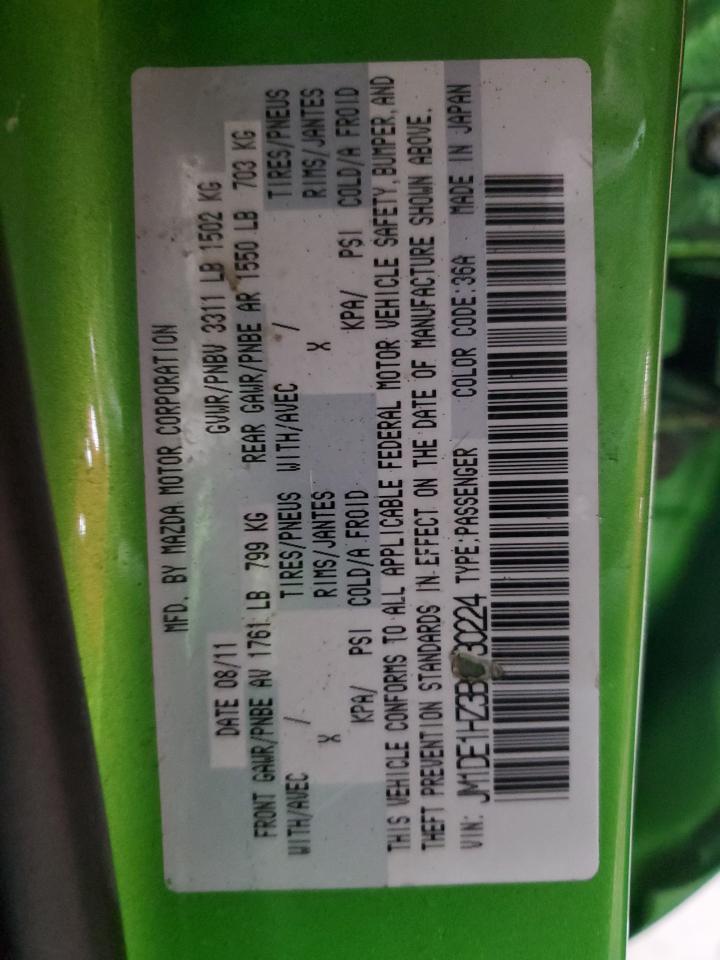 MFD. BY MAZDA MOTOR CORPORATION
DATE 08/11 GVWR/PNBV 3311 LB 1502 KG
FRONT GAWR/PNBE AV 1761 LB 799 KG REAR GAWR/PNBE AR 1550 LB 703 KG
WITH/AVEC / TIRES/PNEUS WITH/AVEC / TIRES/PNEUS
X RIMS/JANTES X RIMS/JANTES
KPA/ PSI COLD/A FROID KPA/ PSI COLD/A FROID
THIS VEHICLE CONFORMS TO ALL APPLICABLE FEDERAL MOTOR VEHICLE SAFETY, BUMPER, AND
THEFT PREVENTION STANDARDS IN EFFECT ON THE DATE OF MANUFACTURE SHOWN ABOVE.
VIN: TYPE:PASSENGER COLOR CODE:36A MADE IN JAPAN